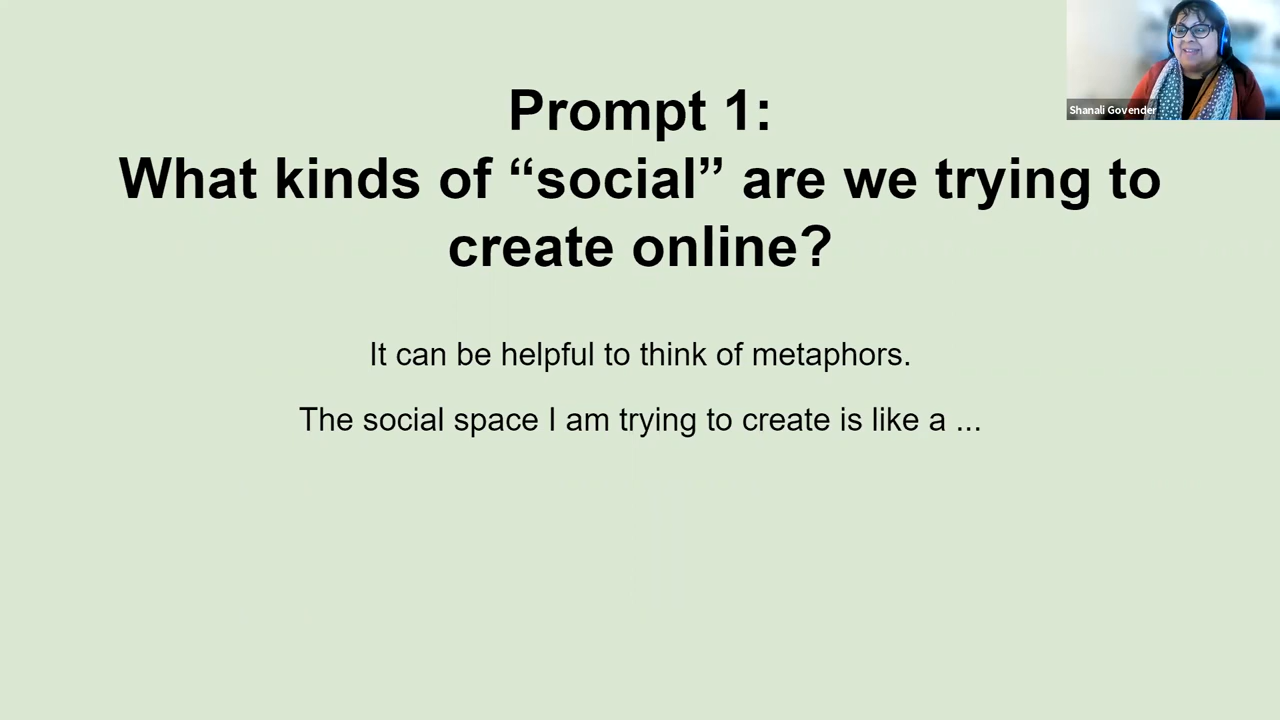 Prompt 1:
What kinds of “social” are we trying to
create online?
It can be helpful to think of metaphors.
The social space I am trying to create is like a ...
Shanali Govender